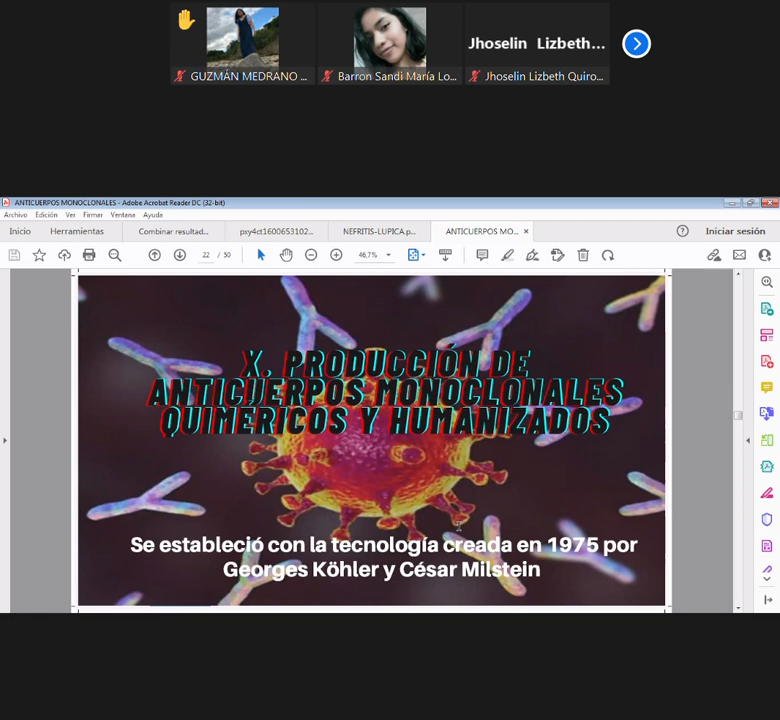 Jhoselin Lizbeth...
GUZMÁN MEDRANO ...
Barron Sandi María Lo...
Jhoselin Lizbeth Quiro...
ANTICUERPOS MONOCLONALES - Adobe Acrobat Reader DC (32-bit)
Archivo Edición Ver Firmar Ventana Ayuda
Inicio Herramientas Combinar resultad... psy4ct1600653102... NEFRITIS-LUPICA.p... ANTICUERPOS MO... × Iniciar sesión
22 / 50 46,7%
X. PRODUCCIÓN DE
ANTICUERPOS MONOCLONALES
QUIMÉRICOS Y HUMANIZADOS
Se estableció con la tecnología creada en 1975 por
Georges Köhler y César Milstein